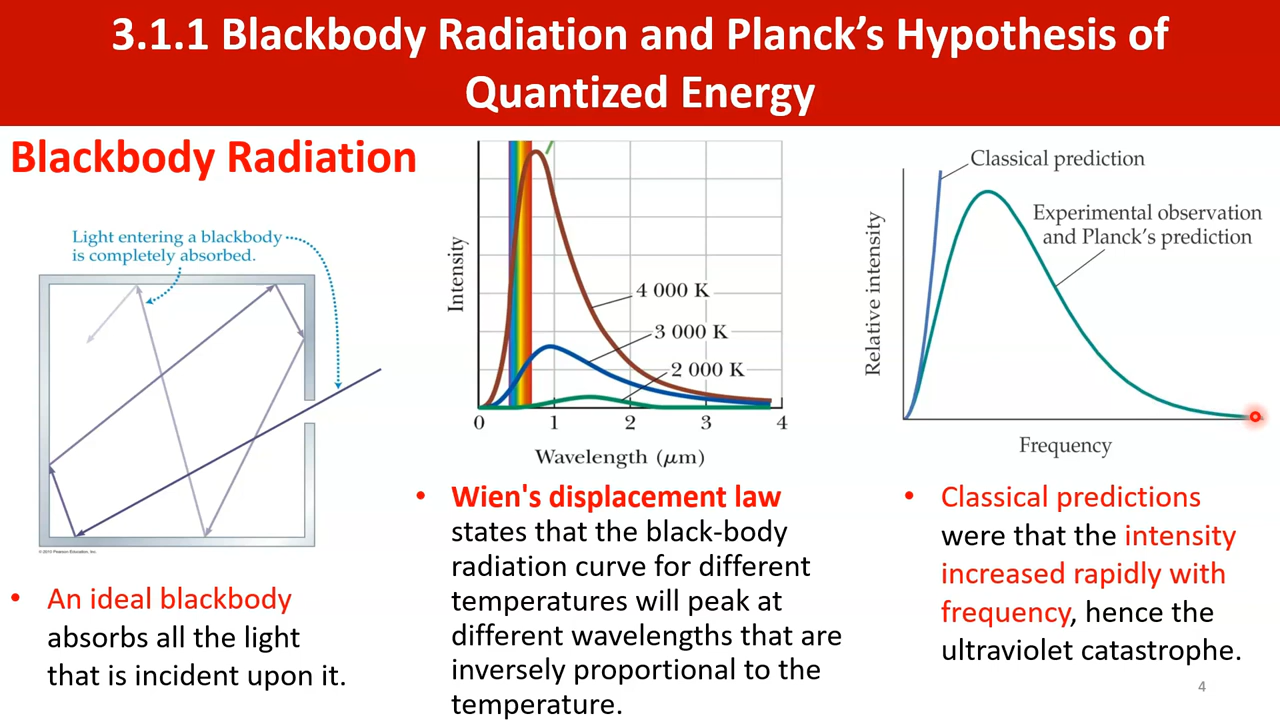 3.1.1 Blackbody Radiation and Planck’s Hypothesis of
Quantized Energy
Blackbody Radiation
Light entering a blackbody
is completely absorbed.
© 2010 Pearson Education, Inc.
• An ideal blackbody
absorbs all the light
that is incident upon it.
Intensity
4 000 K
3 000 K
2 000 K
0 1 2 3 4
Wavelength (μm)
• Wien's displacement law
states that the black-body
radiation curve for different
temperatures will peak at
different wavelengths that are
inversely proportional to the
temperature.
Classical prediction
Experimental observation
and Planck’s prediction
Relative intensity
Frequency
• Classical predictions
were that the intensity
increased rapidly with
frequency, hence the
ultraviolet catastrophe.
4